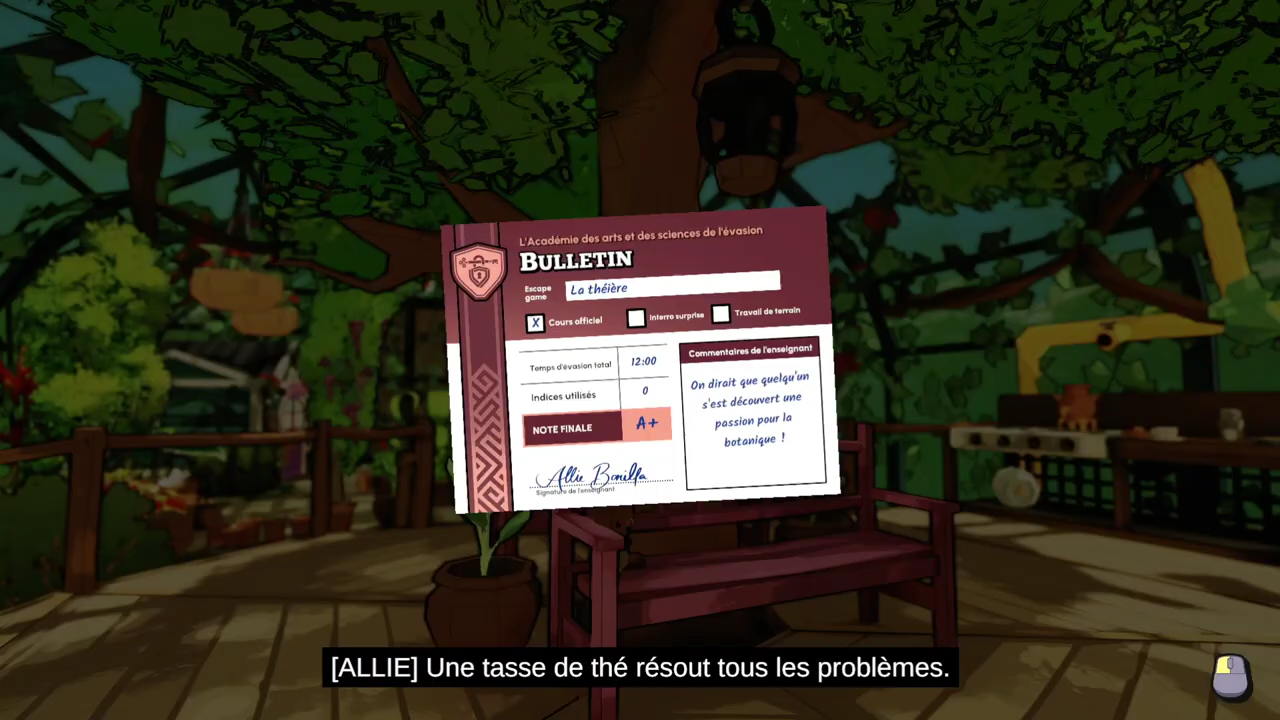 L'Académie des arts et des sciences de l'évasion
BULLETIN
Escape
game
La théière
X Cours officiel
Interro surprise
Travail de terrain
Temps d'évasion total 12:00
Indices utilisés 0
NOTE FINALE A+
Allie Bonilla
Signature de l'enseignant
Commentaires de l'enseignant
On dirait que quelqu'un
s'est découvert une
passion pour la
botanique !
[ALLIE] Une tasse de thé résout tous les problèmes.